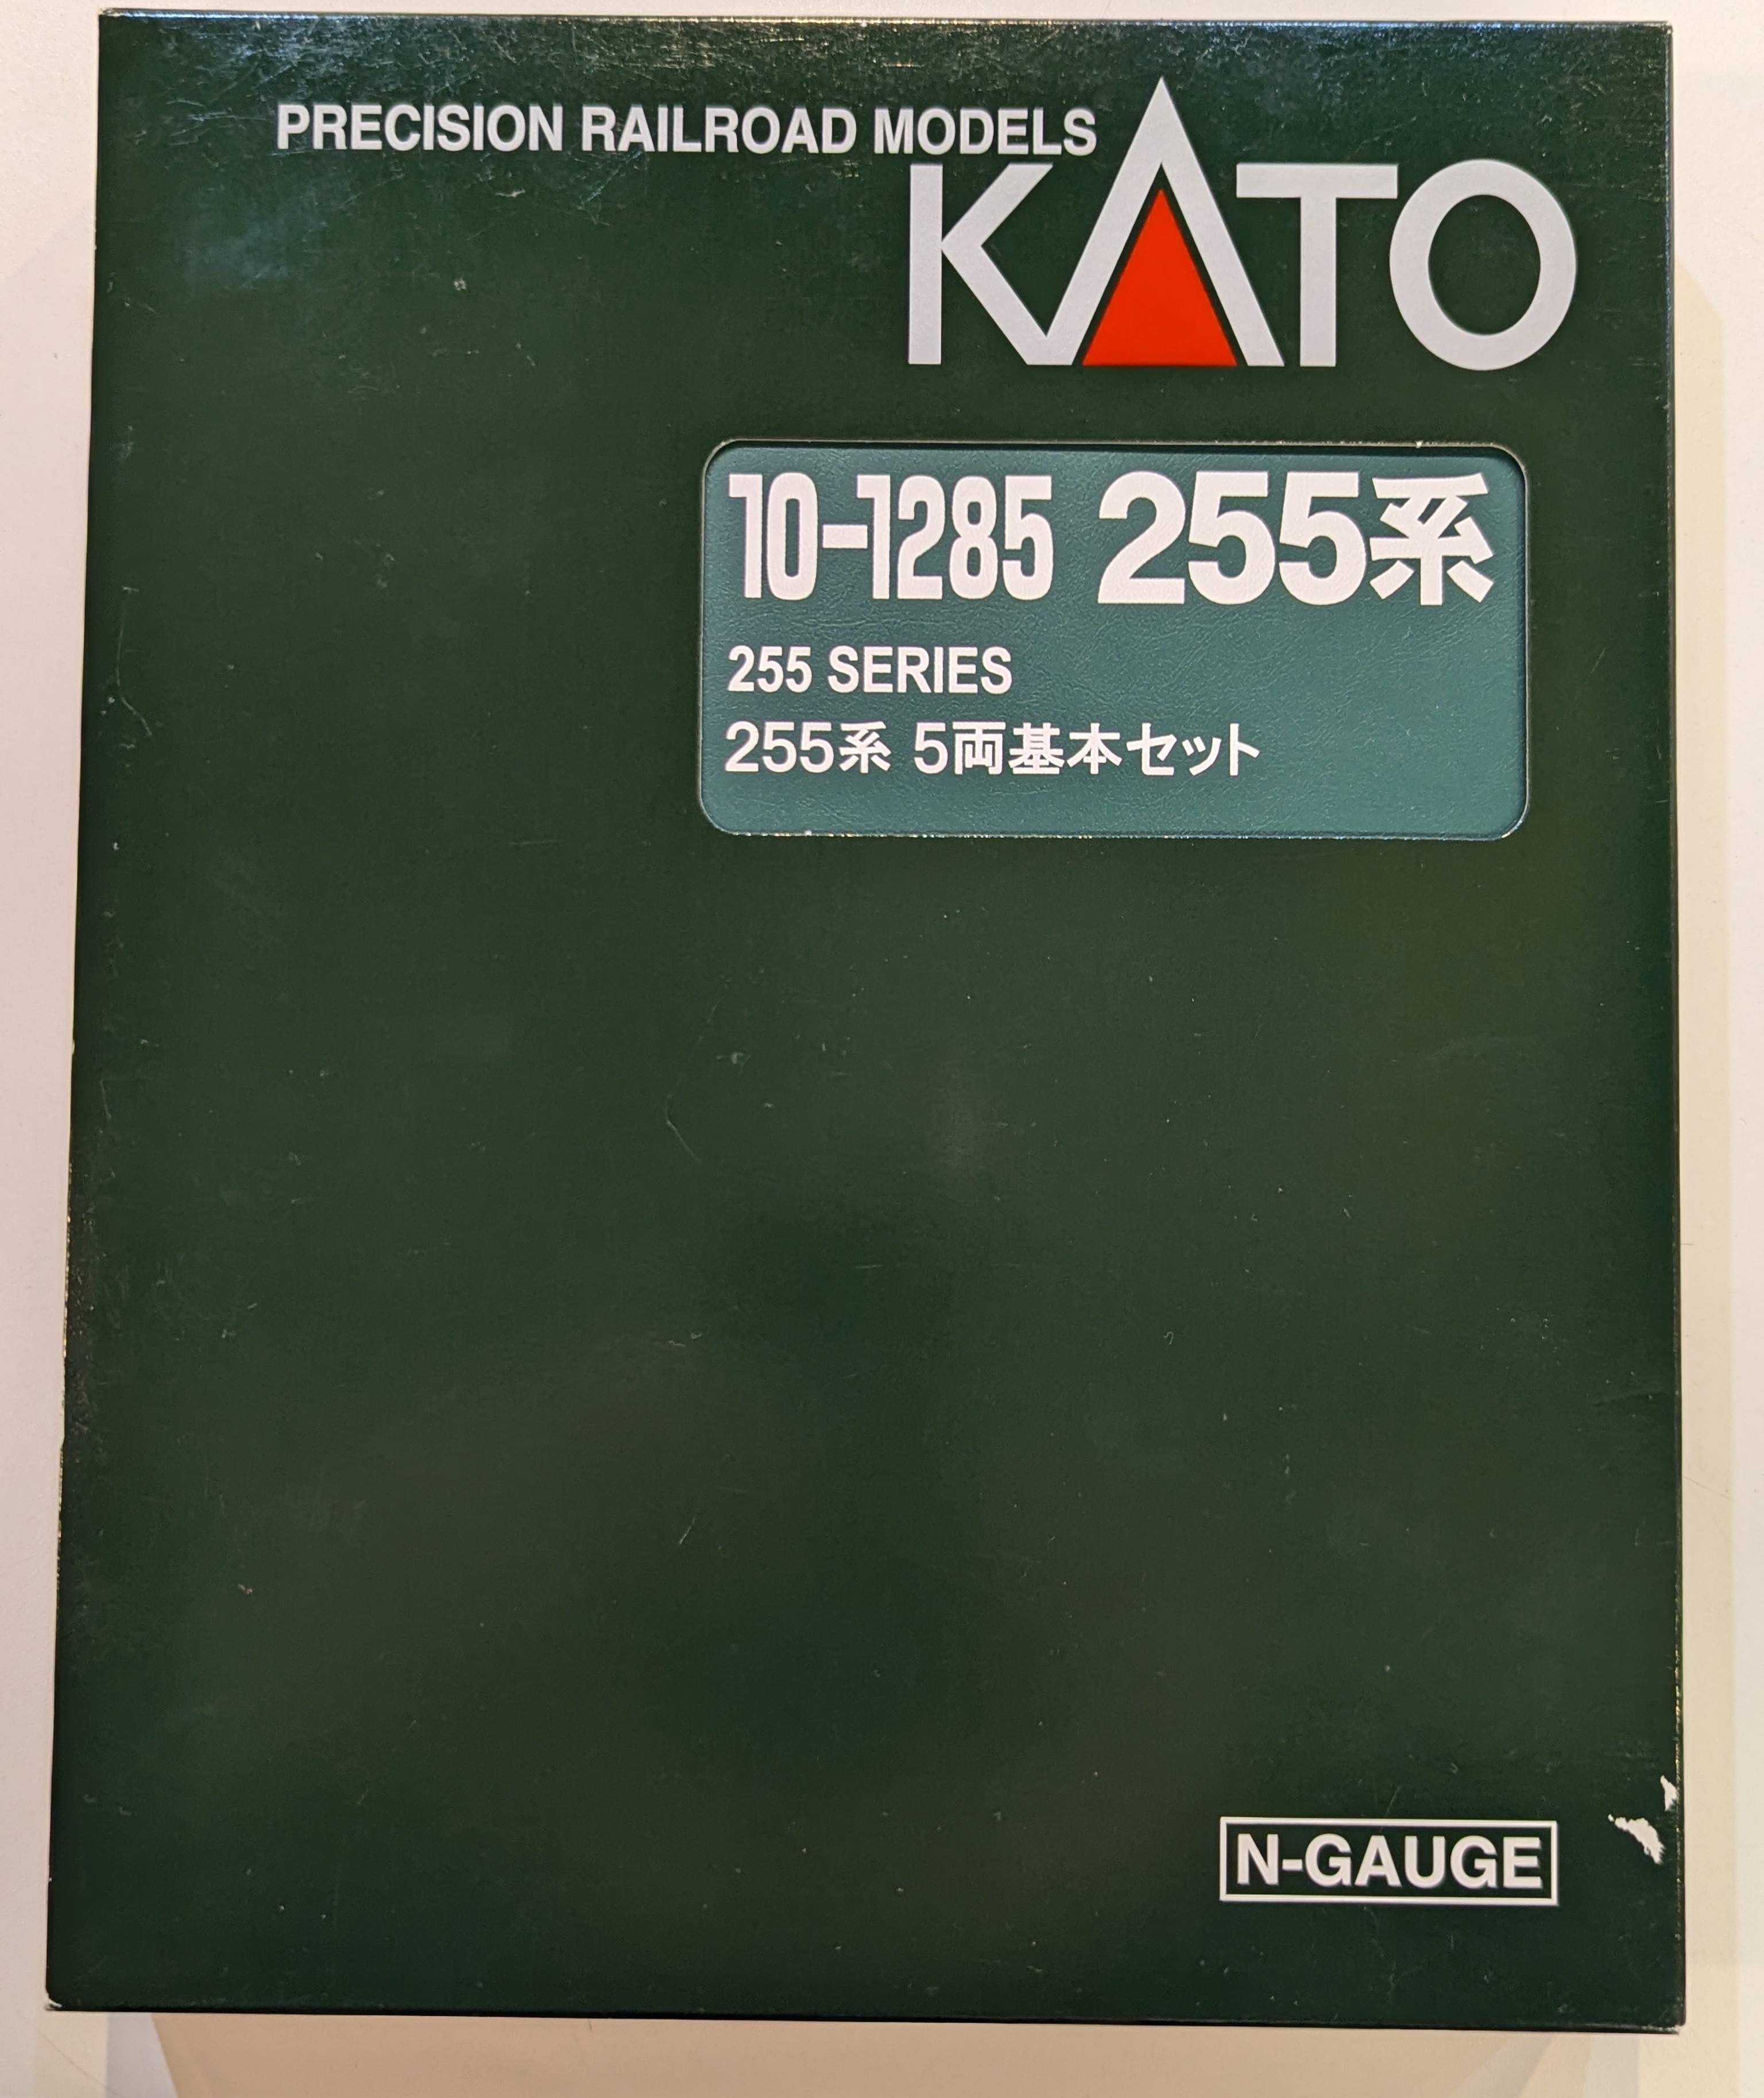 PRECISION RAILROAD MODELS
KATO
10-1285 255系
255 SERIES
255系 5両基本セット
N-GAUGE